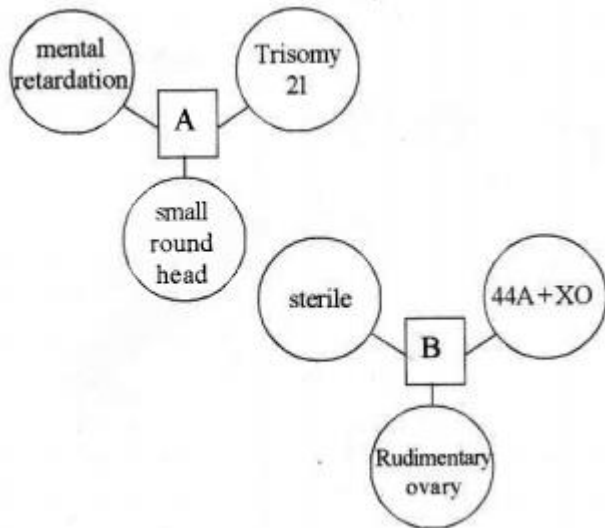 mental
retardation
Trisomy
21
A
small
round
head
sterile
44A+XO
B
Rudimentary
ovary